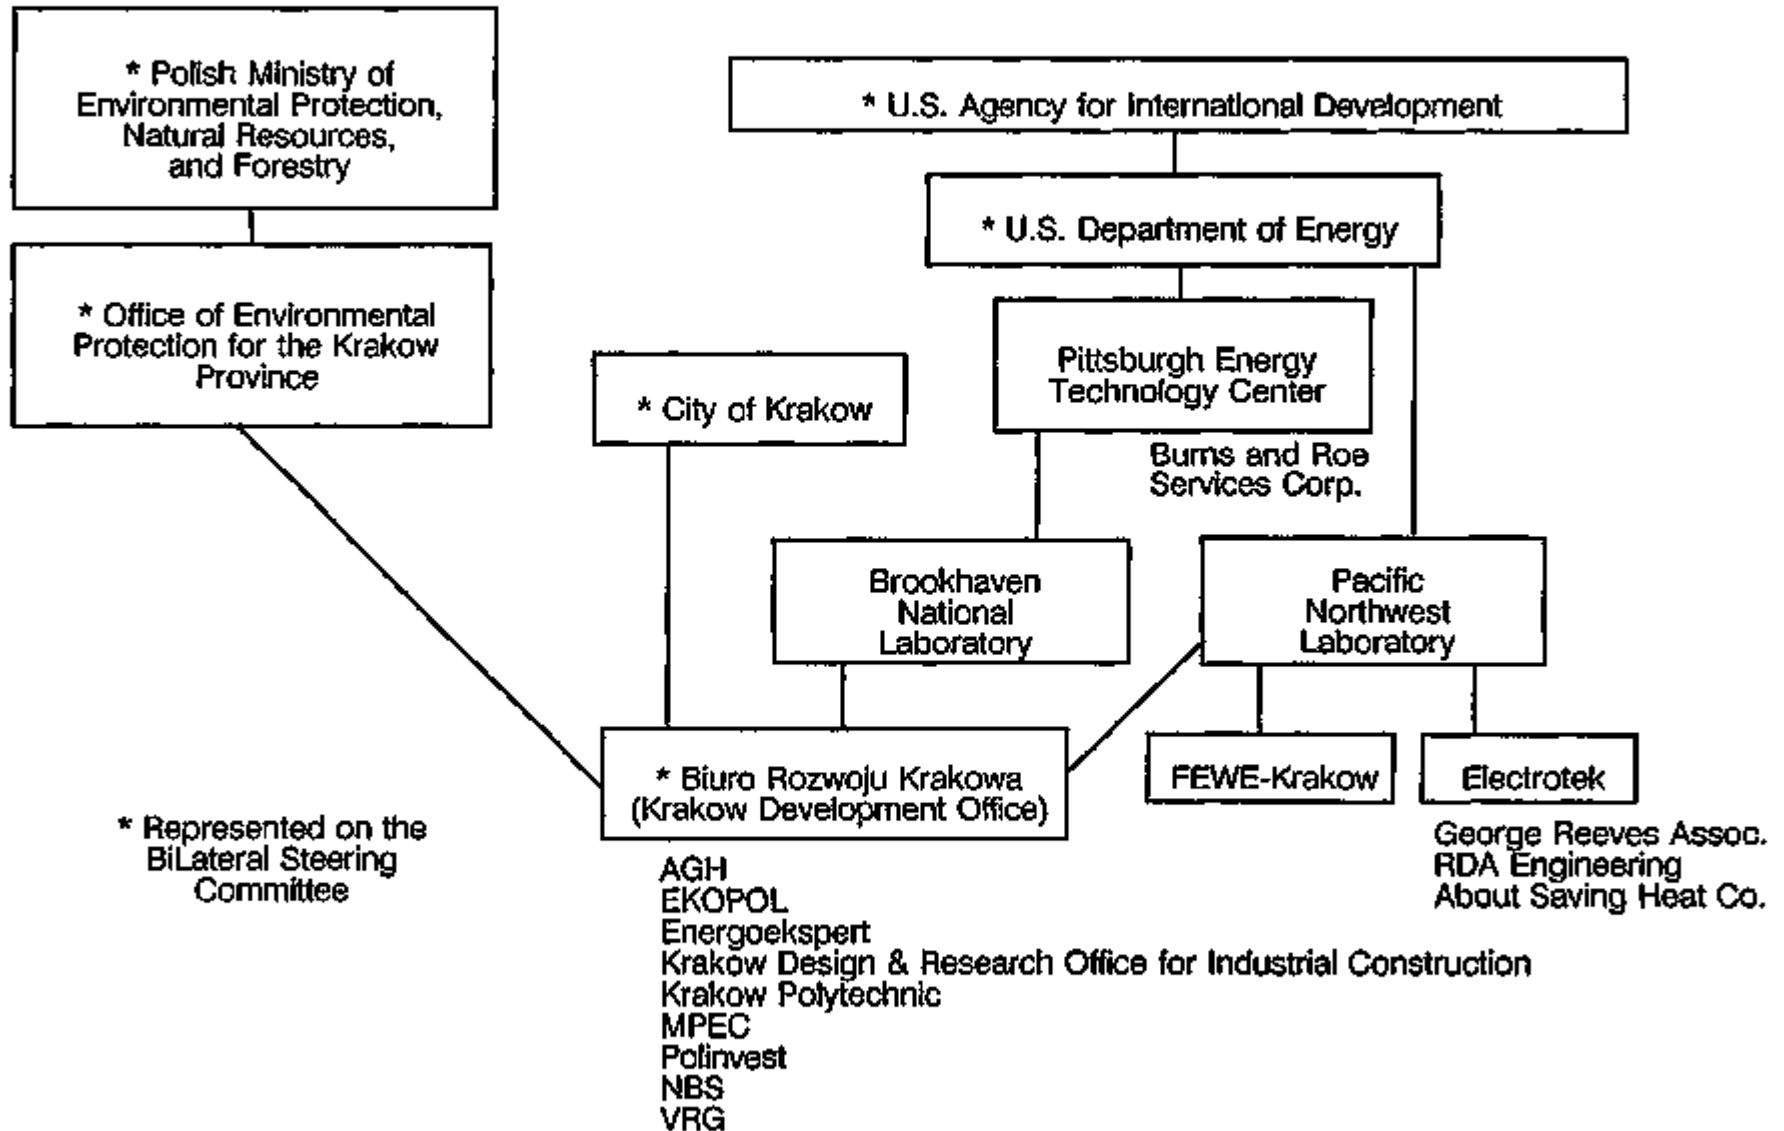 * Polish Ministry of
Environmental Protection,
Natural Resources,
and Forestry
* U.S. Agency for International Development
* U.S. Department of Energy
* Office of Environmental
Protection for the Krakow
Province
Pittsburgh Energy
Technology Center
* City of Krakow
Burns and Roe
Services Corp.
Brookhaven
National
Laboratory
Pacific
Northwest
Laboratory
* Biuro Rozwoju Krakowa
(Krakow Development Office)
FEWE-Krakow
Electrotek
* Represented on the
BiLateral Steering
Committee
George Reeves Assoc.
RDA Engineering
About Saving Heat Co.
AGH
EKOPOL
Energoekspert
Krakow Design & Research Office for Industrial Construction
Krakow Polytechnic
MPEC
Polinvest
NBS
VRG